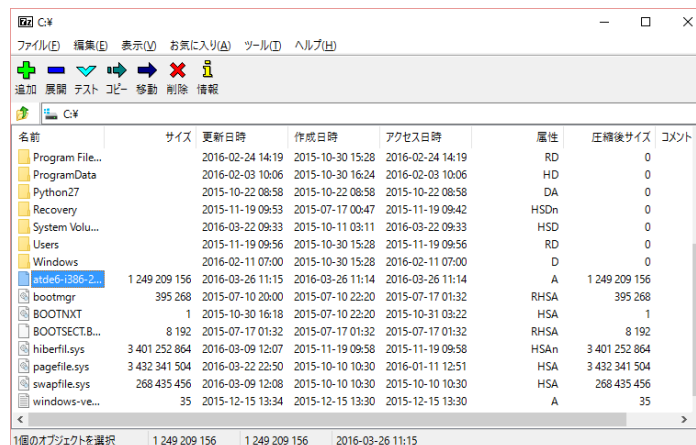 7z C:¥
ファイル(F) 編集(E) 表示(V) お気に入り(A) ツール(T) ヘルプ(H)
追加 展開 テスト コピー 移動 削除 情報
C:¥
名前 サイズ 更新日時 作成日時 アクセス日時 属性 圧縮後サイズ コメント
Program File... 2016-02-24 14:19 2015-10-30 15:28 2016-02-24 14:19 RD 0
ProgramData 2016-02-03 10:06 2015-10-30 16:24 2016-02-03 10:06 HD 0
Python27 2015-10-22 08:58 2015-10-22 08:58 2015-10-22 08:58 DA 0
Recovery 2015-11-19 09:53 2015-07-17 00:47 2015-11-19 09:42 HSDn 0
System Volu... 2016-03-22 09:33 2015-10-11 03:11 2016-03-22 09:33 HSD 0
Users 2015-11-19 09:56 2015-10-30 15:28 2015-11-19 09:56 RD 0
Windows 2016-02-11 07:00 2015-10-30 15:28 2016-02-11 07:00 D 0
atde6-i386-2... 1 249 209 156 2016-03-26 11:15 2016-03-26 11:14 2016-03-26 11:14 A 1 249 209 156
bootmgr 395 268 2015-07-10 20:00 2015-07-10 22:20 2015-07-17 01:32 RHSA 395 268
BOOTNXT 1 2015-10-30 16:18 2015-07-10 22:20 2015-10-31 03:22 HSA 1
BOOTSECT.B... 8 192 2015-07-17 01:32 2015-07-17 01:32 2015-07-17 01:32 RHSA 8 192
hiberfil.sys 3 401 252 864 2016-03-09 12:07 2015-11-19 09:58 2015-11-19 09:58 HSAn 3 401 252 864
pagefile.sys 3 432 341 504 2016-03-22 22:50 2015-10-10 10:30 2016-01-11 12:51 HSA 3 432 341 504
swapfile.sys 268 435 456 2016-03-09 12:08 2015-10-10 10:30 2015-10-10 10:30 HSA 268 435 456
windows-ve... 35 2015-12-15 13:34 2015-12-15 13:30 2015-12-15 13:30 A 35
1個のオブジェクトを選択 1 249 209 156 1 249 209 156 2016-03-26 11:15